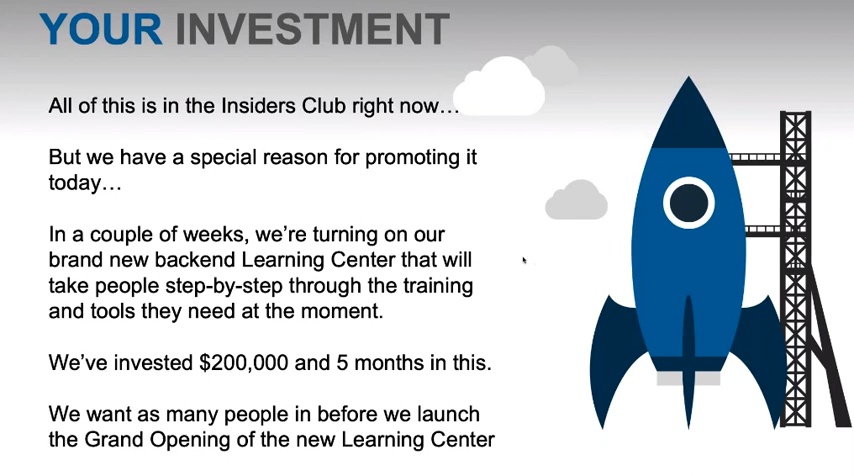 YOUR INVESTMENT
All of this is in the Insiders Club right now…
But we have a special reason for promoting it
today…
In a couple of weeks, we’re turning on our
brand new backend Learning Center that will
take people step-by-step through the training
and tools they need at the moment.
We’ve invested $200,000 and 5 months in this.
We want as many people in before we launch
the Grand Opening of the new Learning Center